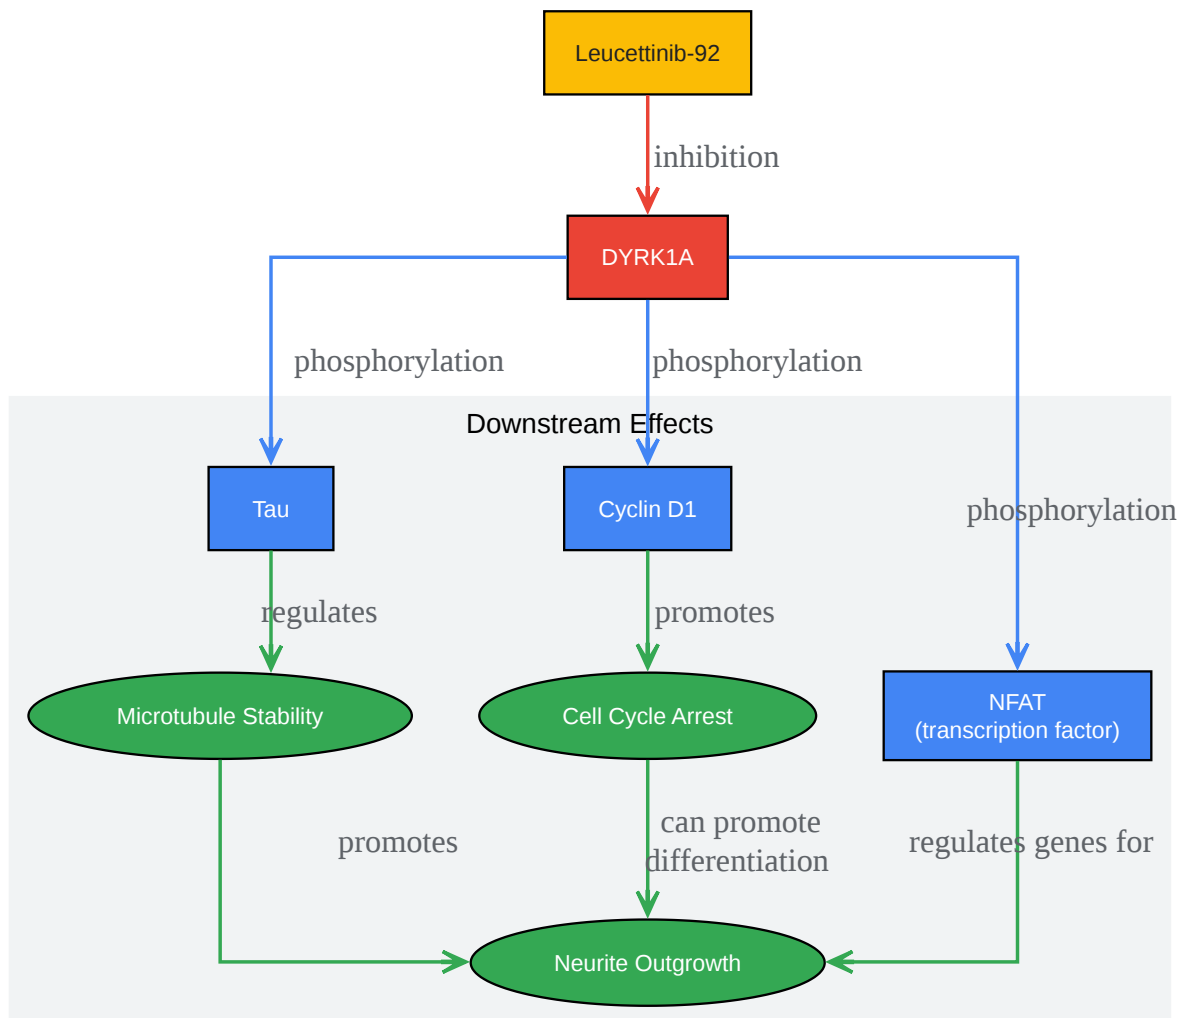 Leucettinib-92
inhibition
DYRK1A
phosphorylation
phosphorylation
Downstream Effects
Tau
Cyclin D1
phosphorylation
regulates
promotes
Microtubule Stability
Cell Cycle Arrest
NFAT
(transcription factor)
promotes
can promote
differentiation
regulates genes for
Neurite Outgrowth